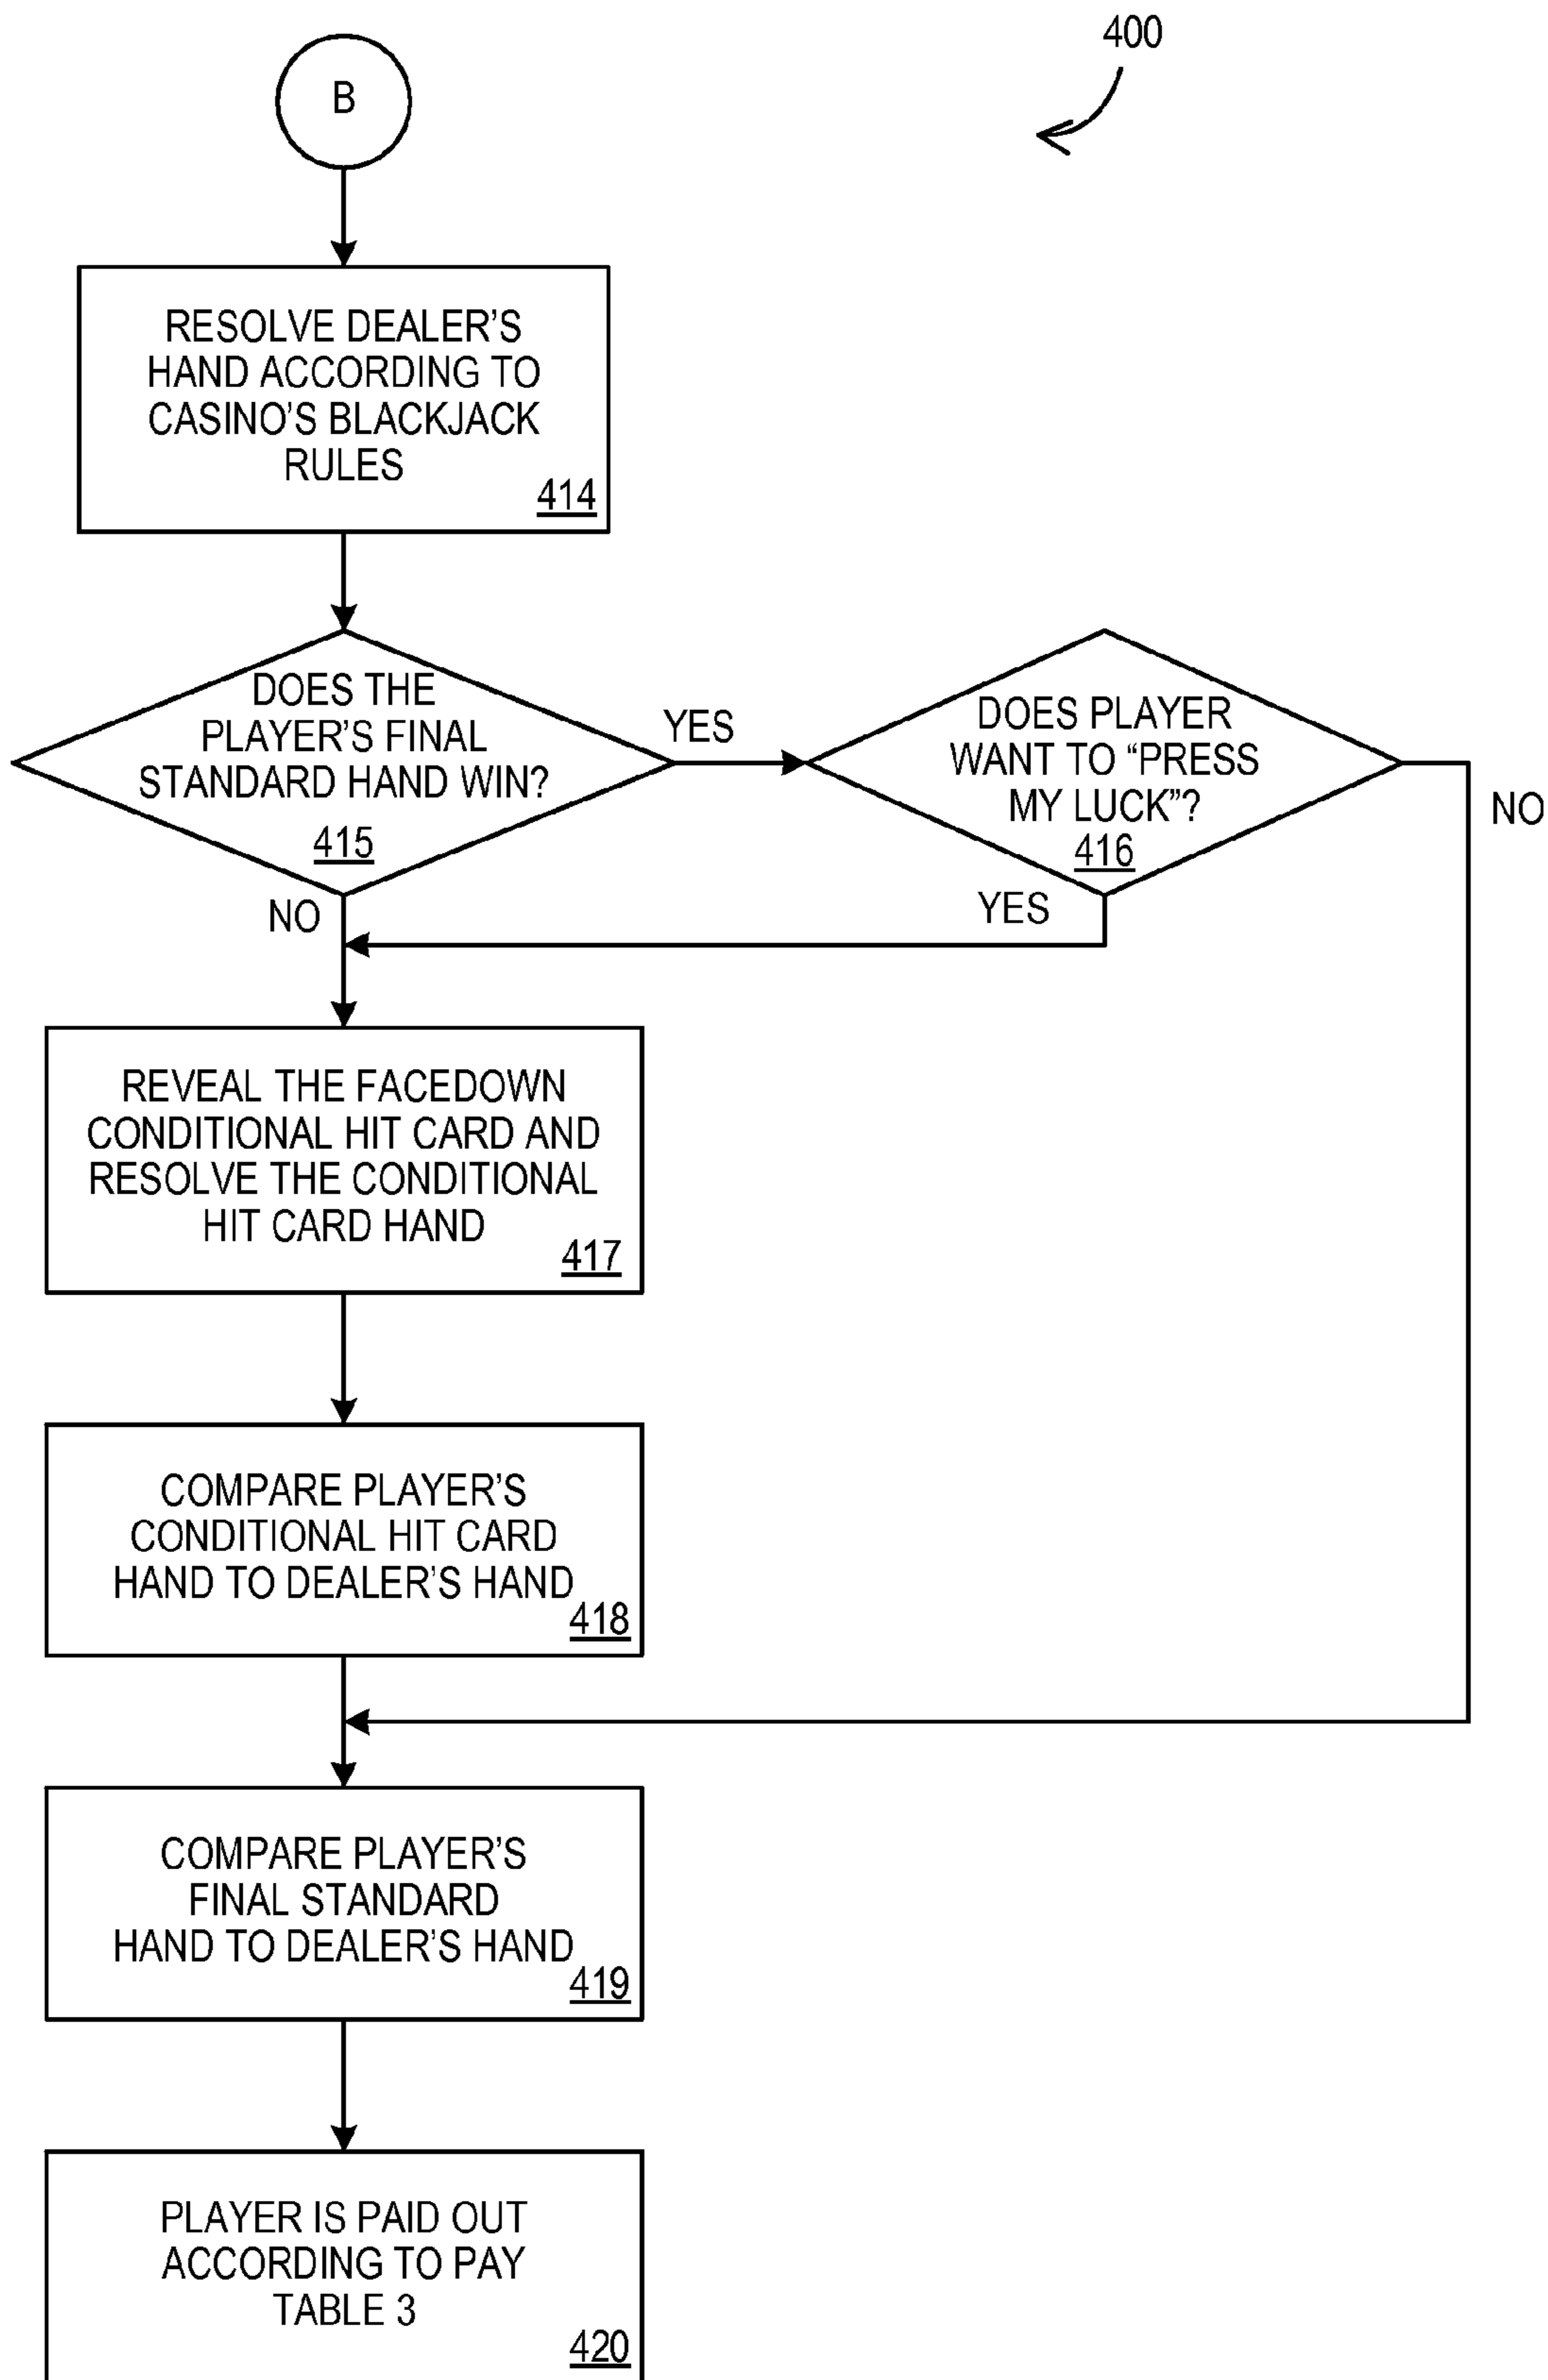 400
B
RESOLVE DEALER'S
HAND ACCORDING TO
CASINO'S BLACKJACK
RULES
414
DOES THE
PLAYER'S FINAL
STANDARD HAND WIN?
415
YES
DOES PLAYER
WANT TO “PRESS
MY LUCK”?
416
NO
NO
YES
REVEAL THE FACEDOWN
CONDITIONAL HIT CARD AND
RESOLVE THE CONDITIONAL
HIT CARD HAND
417
COMPARE PLAYER'S
CONDITIONAL HIT CARD
HAND TO DEALER'S HAND
418
COMPARE PLAYER'S
FINAL STANDARD
HAND TO DEALER'S HAND
419
PLAYER IS PAID OUT
ACCORDING TO PAY
TABLE 3
420